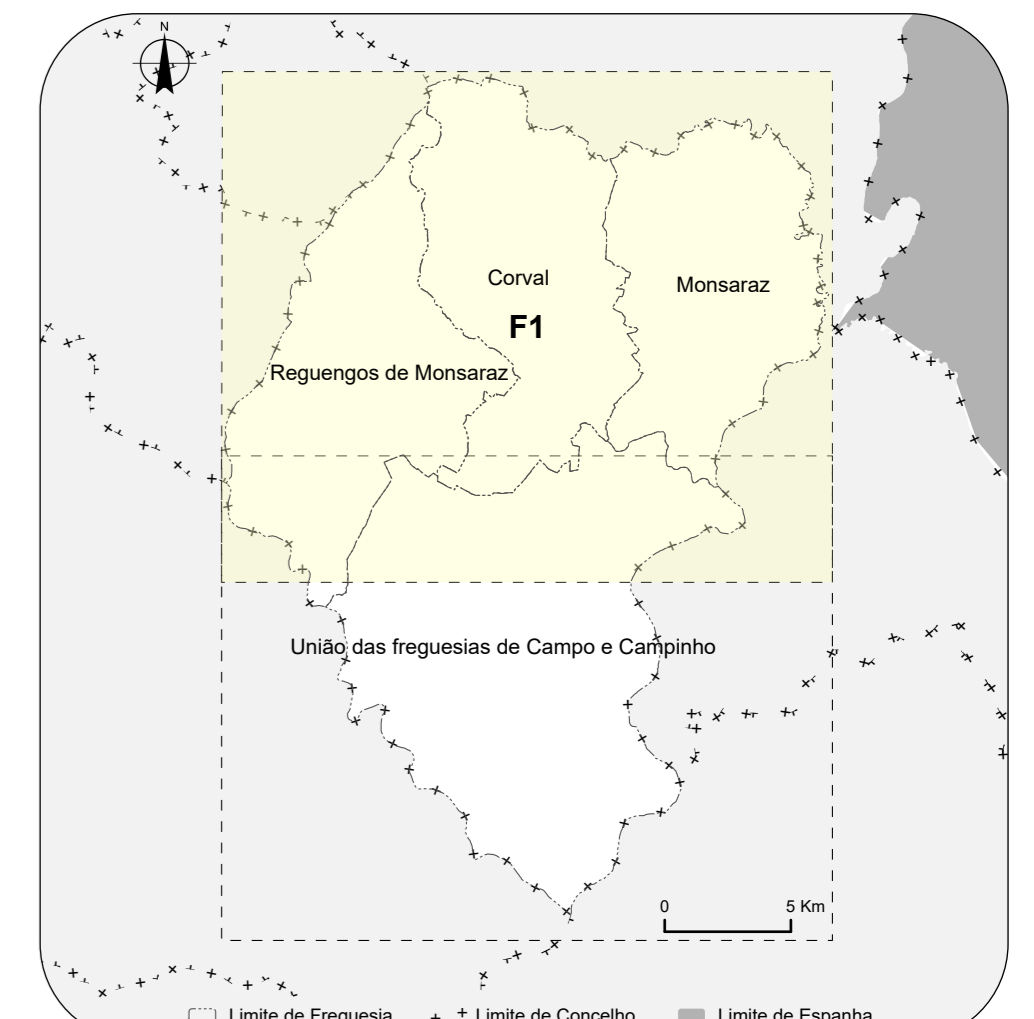 N
Corval
Monsaraz
F1
Reguengos de Monsaraz
União das freguesias de Campo e Campinho
0 5 Km
Limite de Freguesia Limite de Concelho Limite de Espanha